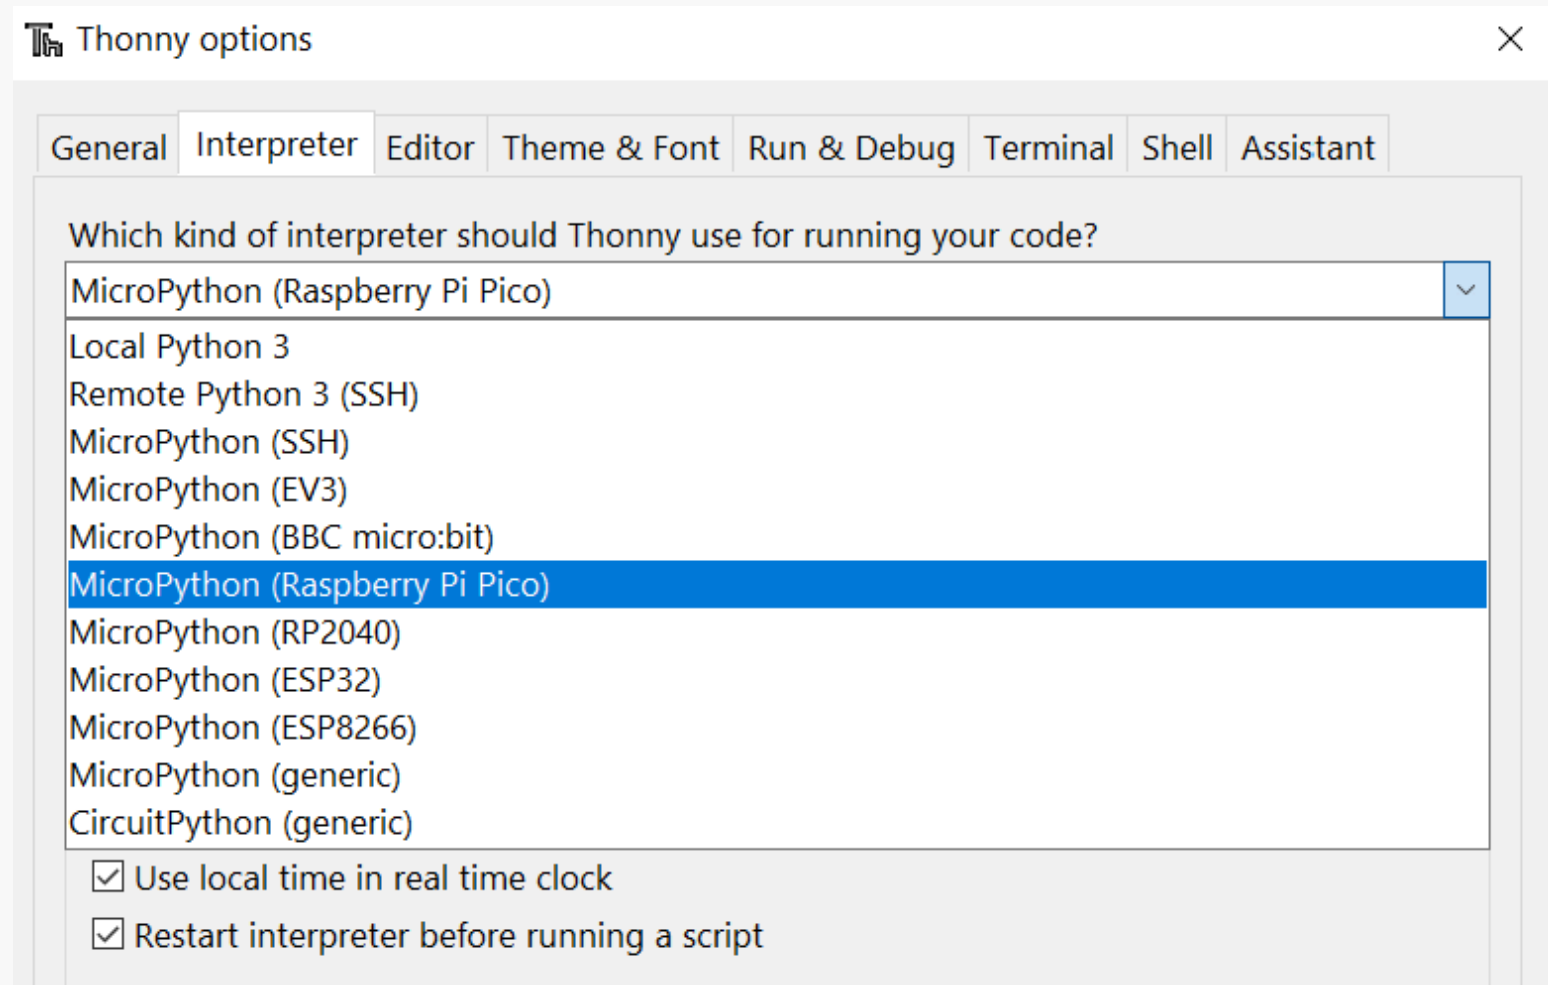 Thonny options
General Interpreter Editor Theme & Font Run & Debug Terminal Shell Assistant
Which kind of interpreter should Thonny use for running your code?
MicroPython (Raspberry Pi Pico)
Local Python 3
Remote Python 3 (SSH)
MicroPython (SSH)
MicroPython (EV3)
MicroPython (BBC micro:bit)
MicroPython (Raspberry Pi Pico)
MicroPython (RP2040)
MicroPython (ESP32)
MicroPython (ESP8266)
MicroPython (generic)
CircuitPython (generic)
Use local time in real time clock
Restart interpreter before running a script